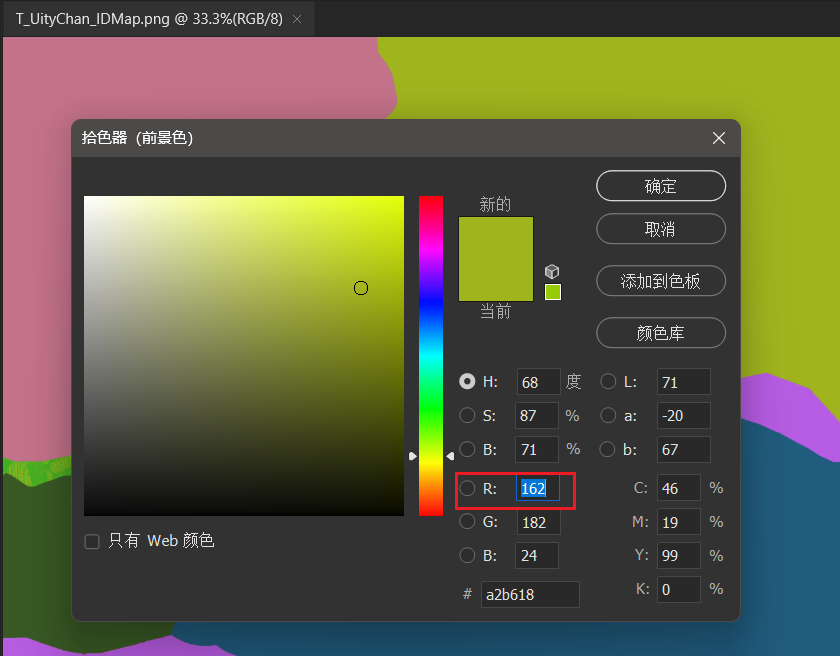 T_UityChan_IDMap.png @ 33.3%(RGB/8) ×
拾色器（前景色）
新的
当前
确定
取消
添加到色板
颜色库
H: 68 度
S: 87 %
B: 71 %
R: 162
G: 182
B: 24
# a2b618
L: 71
a: -20
b: 67
C: 46 %
M: 19 %
Y: 99 %
K: 0 %
只有 Web 颜色